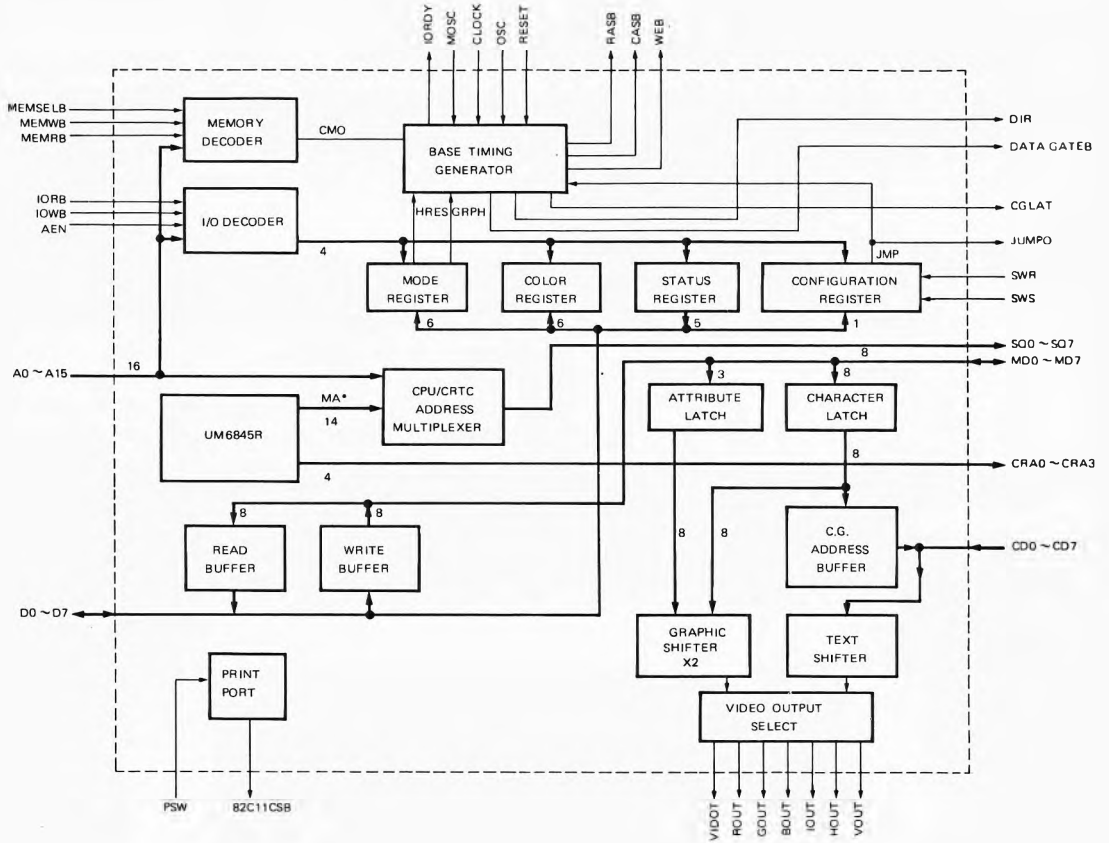 IORDY
MOSC
CLOCK
OSC
RESET
RASB
CASB
WEB
MEMSELB
MEMWB
MEMRB
MEMORY
DECODER
CMO
BASE TIMING
GENERATOR
DIR
DATA GATEB
IORB
IOWB
AEN
I/O DECODER
HRES
GRPH
CGLAT
4
JUMPO
JMP
MODE
REGISTER
COLOR
REGISTER
STATUS
REGISTER
CONFIGURATION
REGISTER
SWR
SWS
6
6
5
1
SQ0 ~ SQ7
8
A0 ~ A15
16
MD0 ~ MD7
CPU/CRTC
ADDRESS
MULTIPLEXER
3
8
ATTRIBUTE
LATCH
CHARACTER
LATCH
MA*
14
UM6845R
4
8
CRA0 ~ CRA3
8
8
READ
BUFFER
WRITE
BUFFER
8
8
C.G.
ADDRESS
BUFFER
CD0 ~ CD7
D0 ~ D7
GRAPHIC
SHIFTER
X2
TEXT
SHIFTER
PRINT
PORT
VIDEO OUTPUT
SELECT
PSW
82C11CSB
VIDOT
ROUT
GOUT
BOUT
IOUT
HOUT
VOUT